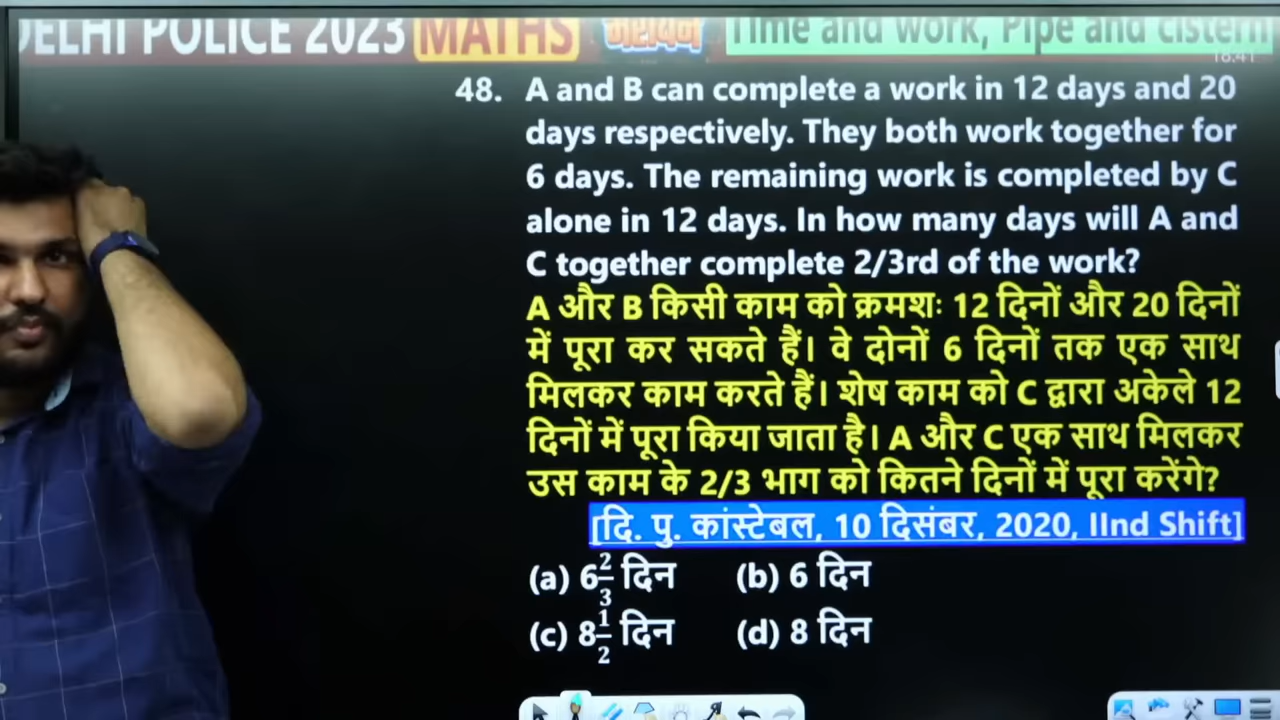 DELHI POLICE 2023 MATHS महापर्व Time and work, Pipe and cistern
18:41
48. A and B can complete a work in 12 days and 20
days respectively. They both work together for
6 days. The remaining work is completed by C
alone in 12 days. In how many days will A and
C together complete 2/3rd of the work?
A और B किसी काम को क्रमशः 12 दिनों और 20 दिनों
में पूरा कर सकते हैं। वे दोनों 6 दिनों तक एक साथ
मिलकर काम करते हैं। शेष काम को C द्वारा अकेले 12
दिनों में पूरा किया जाता है। A और C एक साथ मिलकर
उस काम के 2/3 भाग को कितने दिनों में पूरा करेंगे?
[दि. पु. कांस्टेबल, 10 दिसंबर, 2020, IInd Shift]
(a) 6 2/3 दिन (b) 6 दिन
(c) 8 1/2 दिन (d) 8 दिन